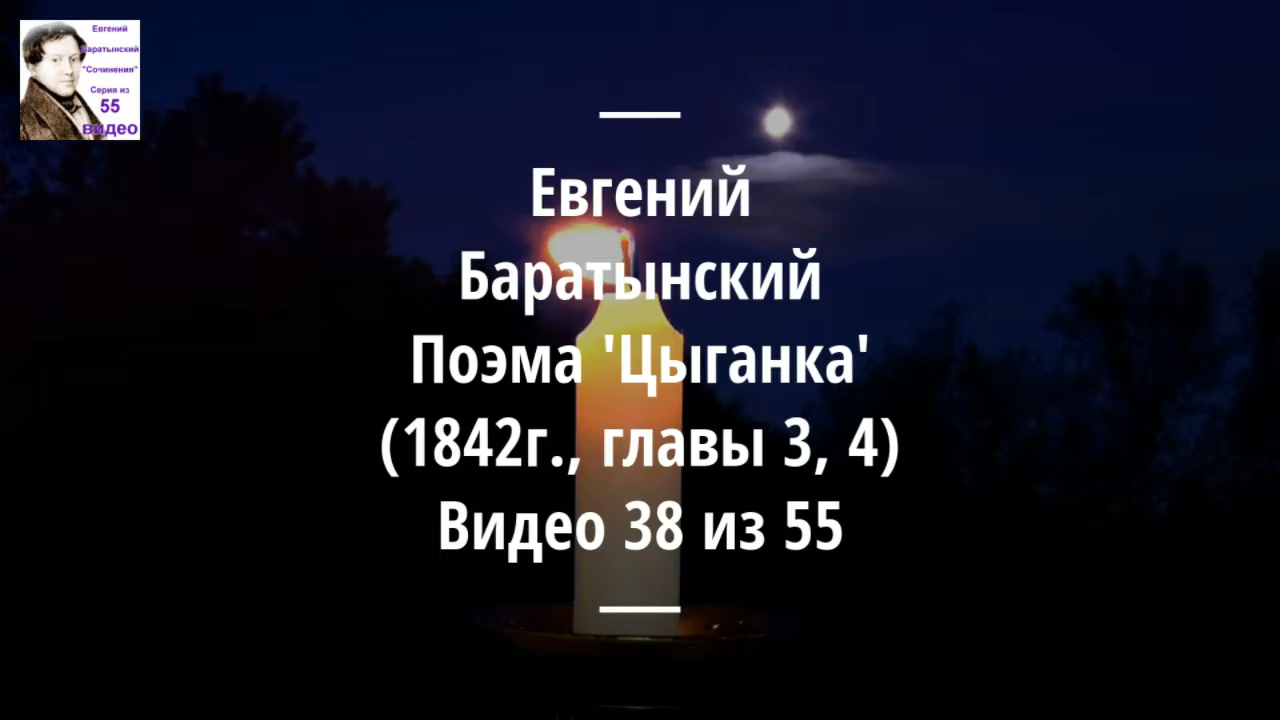 Евгений
Баратынский
"Сочинения"
Серия из
55
видео
Евгений
Баратынский
Поэма 'Цыганка'
(1842г., главы 3, 4)
Видео 38 из 55